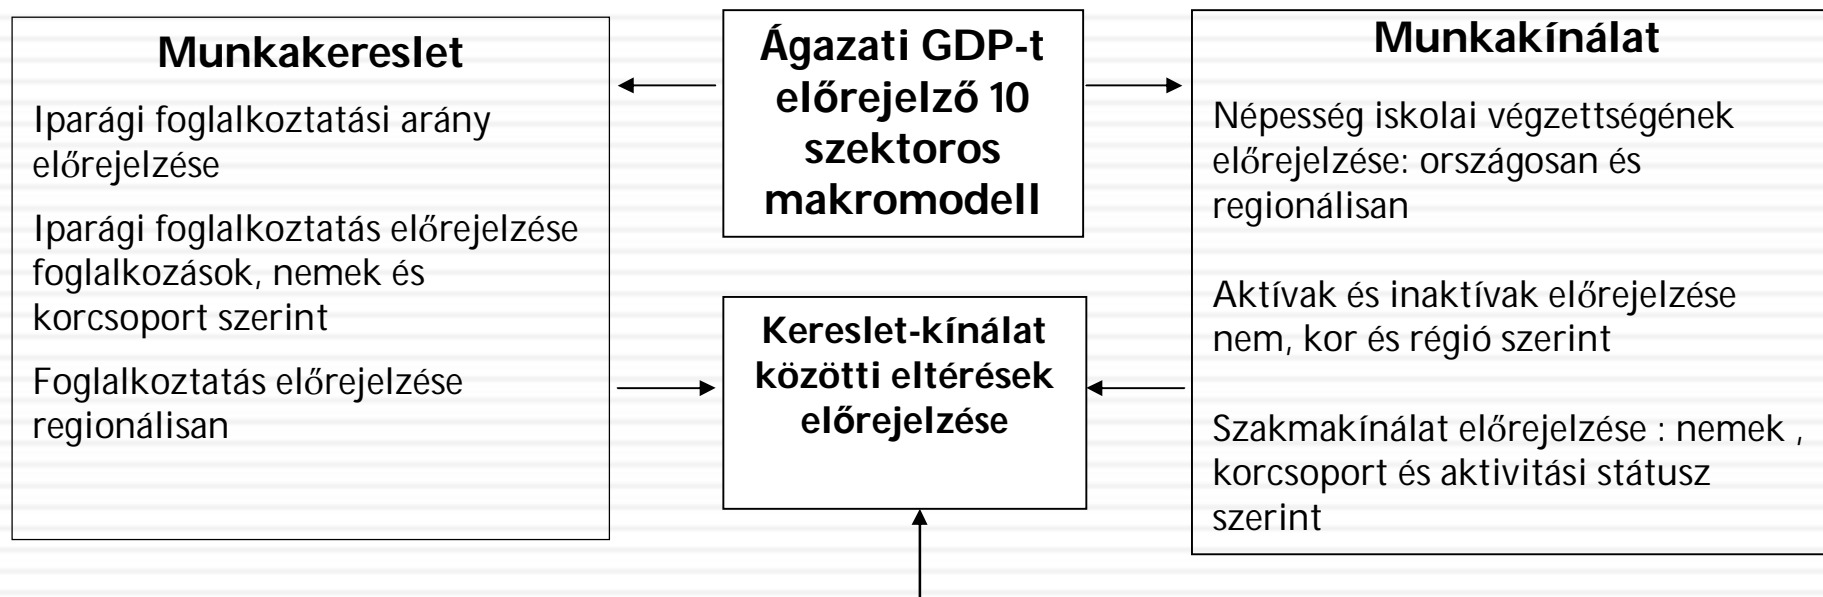 Munkakereslet
Iparági foglalkoztatási arány
előrejelzése
Iparági foglalkoztatás előrejelzése
foglalkozások, nemek és
korcsoport szerint
Foglalkoztatás előrejelzése
regionálisan
Ágazati GDP-t
előrejelző 10
szektoros
makromodell
Kereslet-kínálat
közötti eltérések
előrejelzése
Munkakínálat
Népesség iskolai végzettségének
előrejelzése: országosan és
regionálisan
Aktívak és inaktívak előrejelzése
nem, kor és régió szerint
Szakmakínálat előrejelzése : nemek ,
korcsoport és aktivitási státusz
szerint